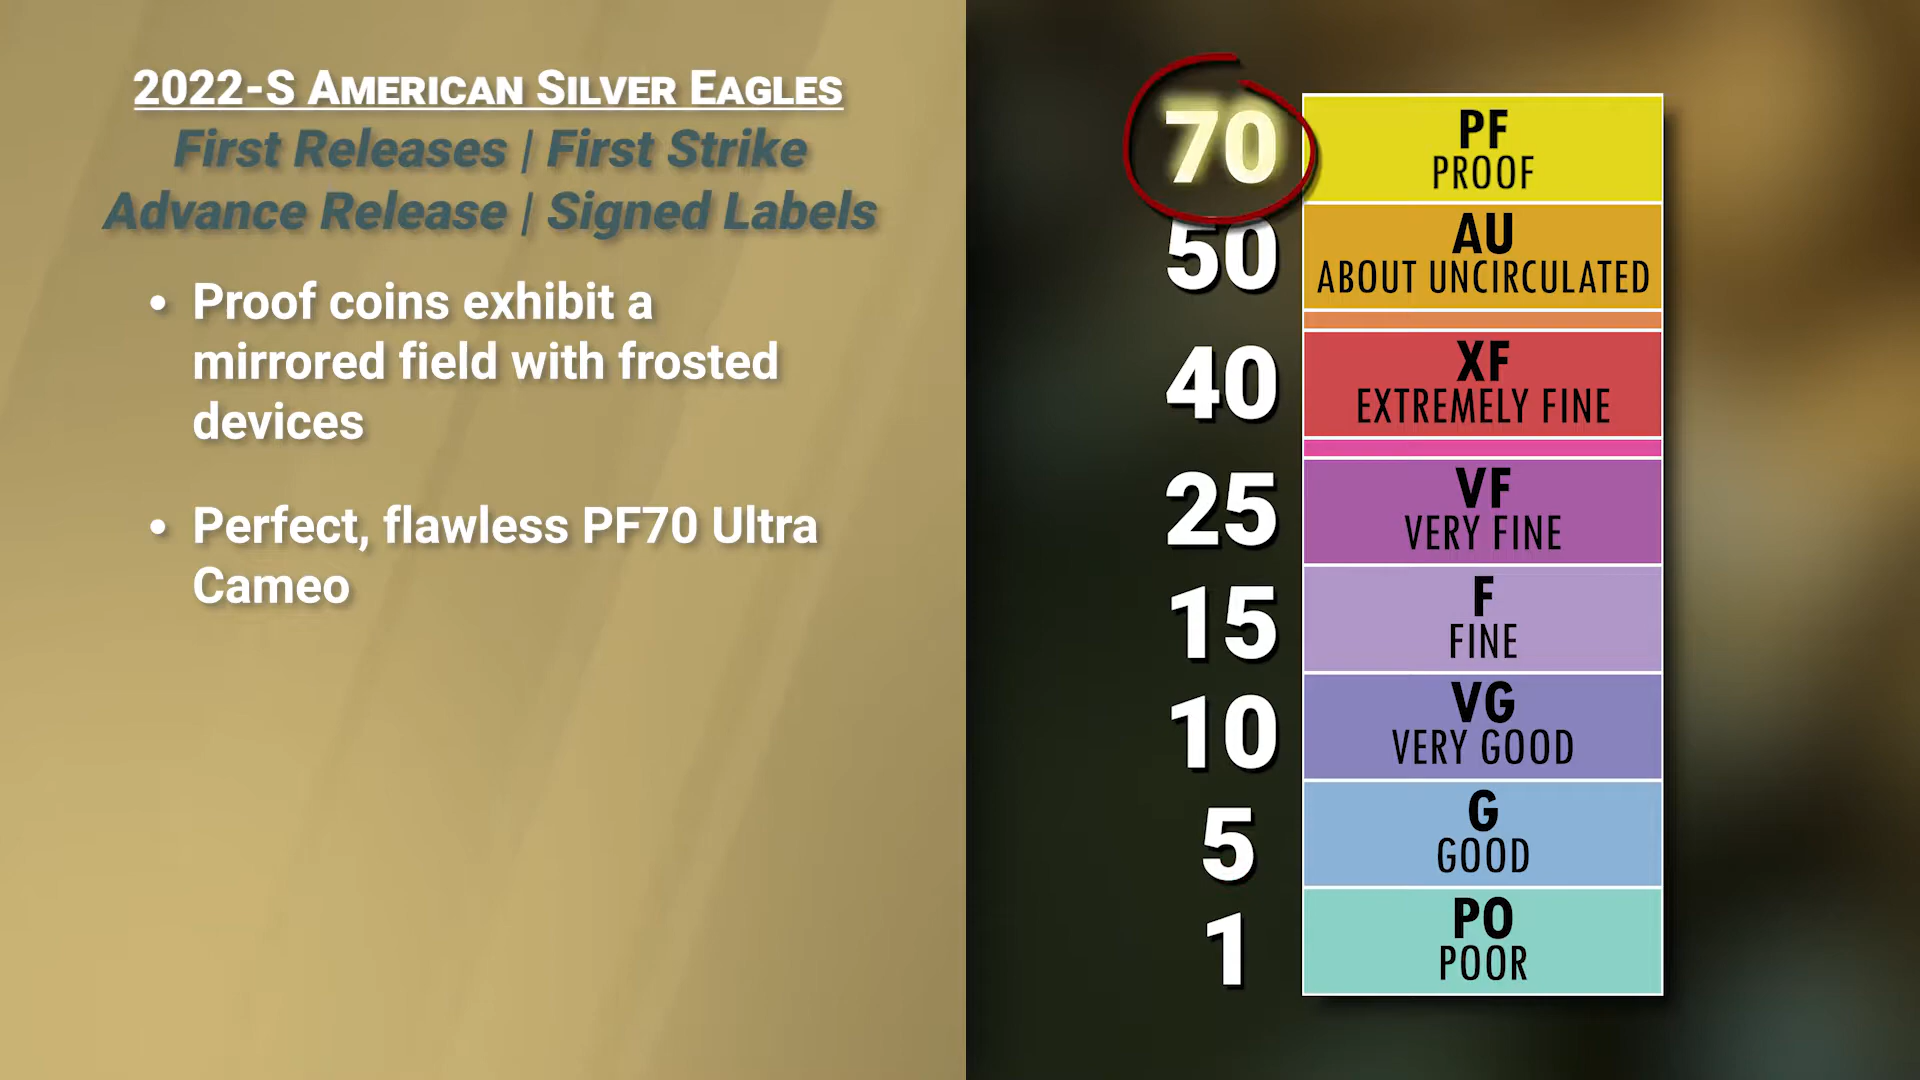 2022-S American Silver Eagles
First Releases | First Strike
Advance Release | Signed Labels
• Proof coins exhibit a
mirrored field with frosted
devices
• Perfect, flawless PF70 Ultra
Cameo
70
PF
PROOF
50
AU
ABOUT UNCIRCULATED
40
XF
EXTREMELY FINE
25
VF
VERY FINE
15
F
FINE
10
VG
VERY GOOD
5
G
GOOD
1
PO
POOR